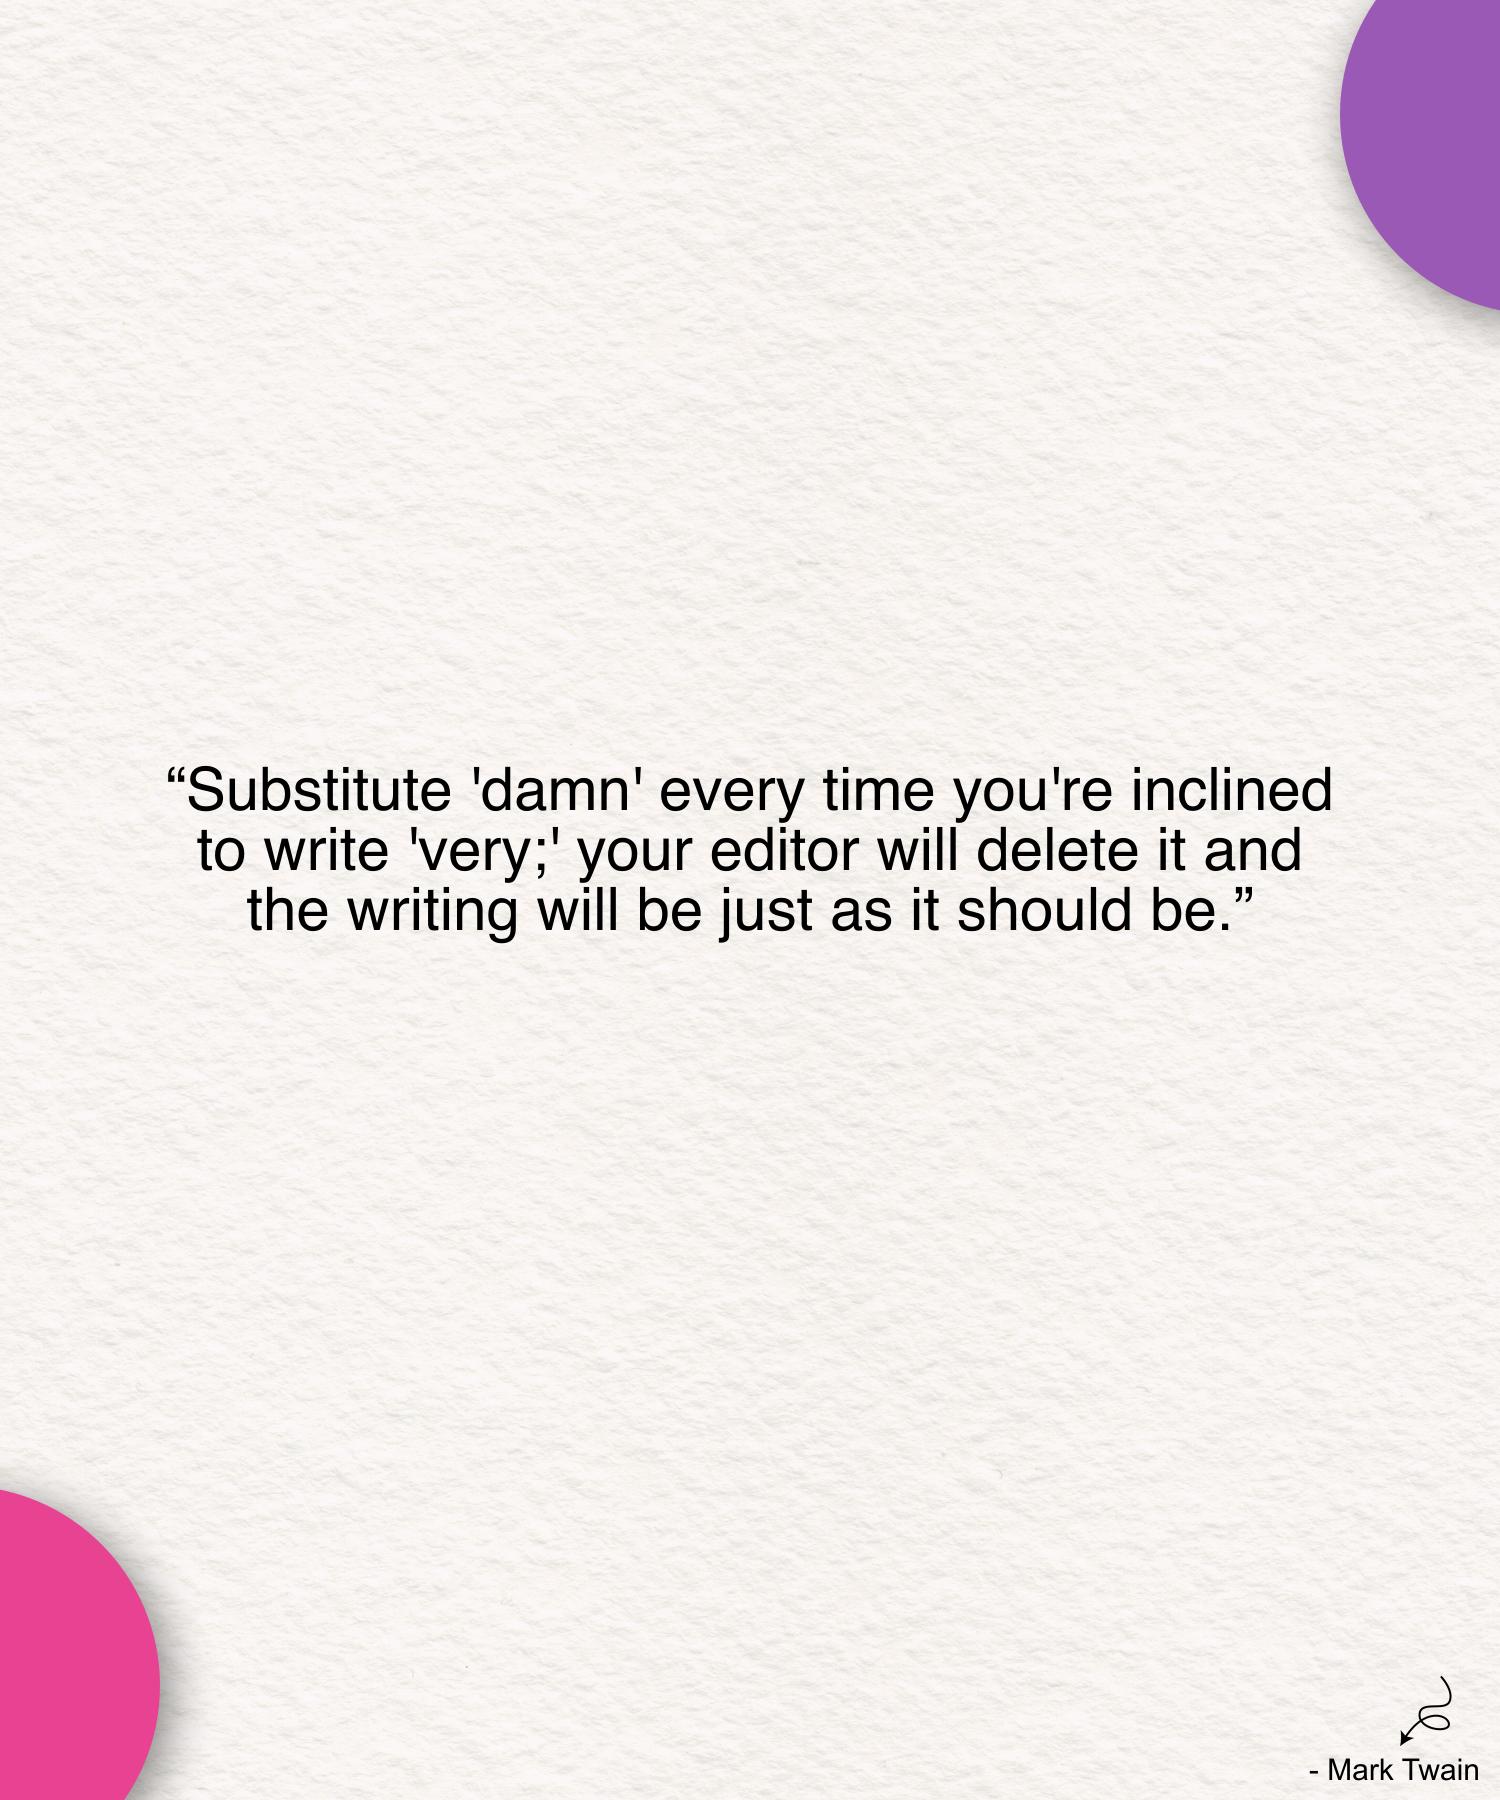 “Substitute 'damn' every time you're inclined
to write 'very;' your editor will delete it and
the writing will be just as it should be.”
- Mark Twain